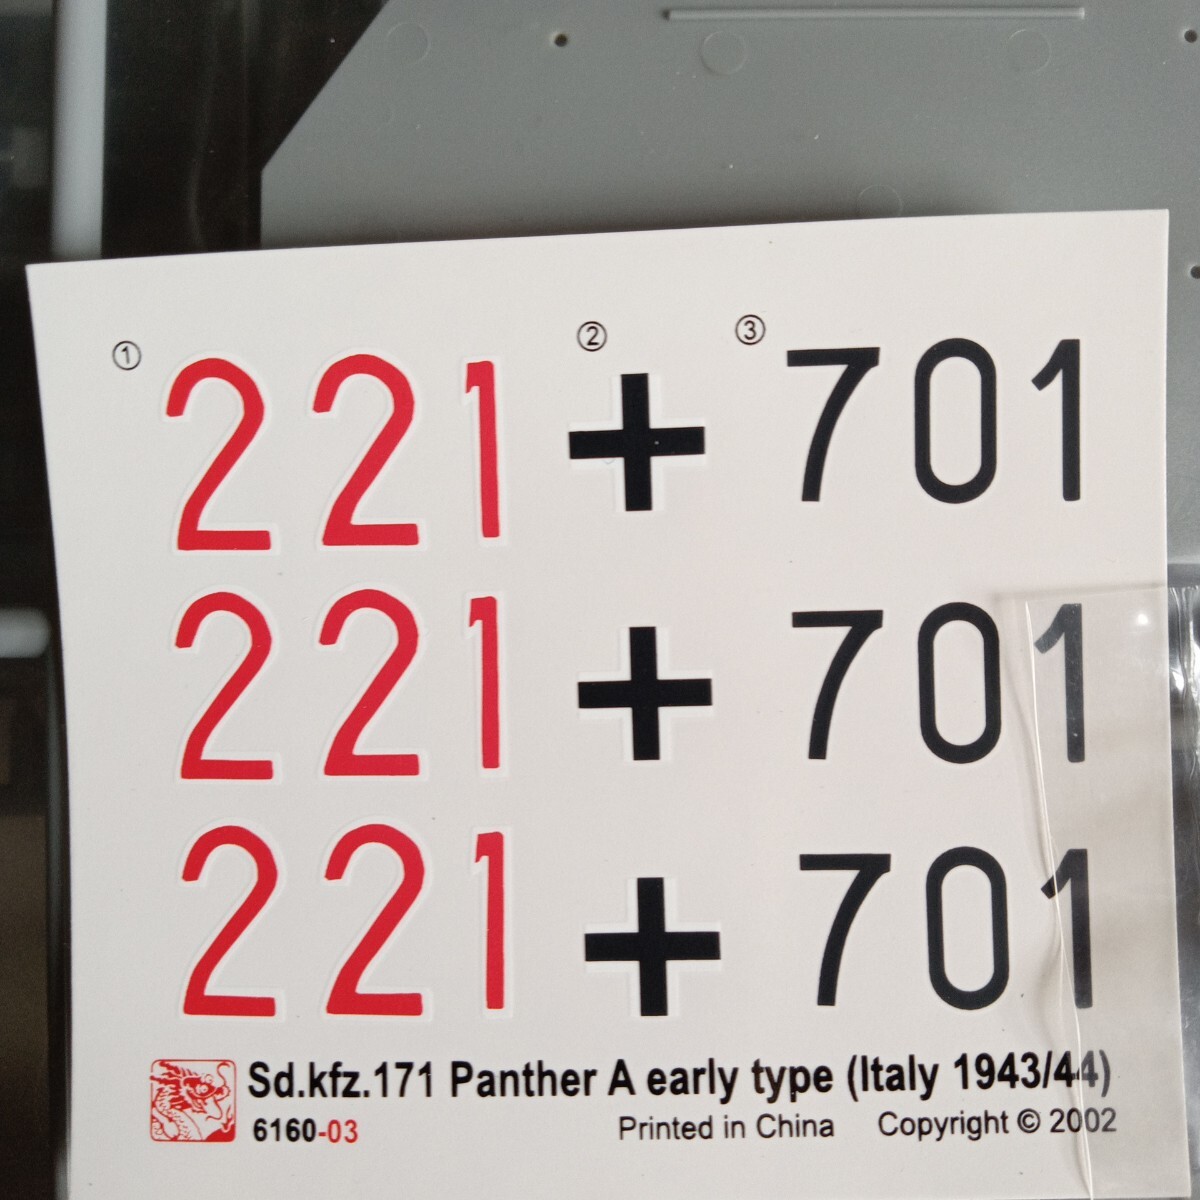 ① 221 ② ③ 701
221 701
221 701
Sd.kfz.171 Panther A early type (Italy 1943/44)
6160-03 Printed in China Copyright © 2002